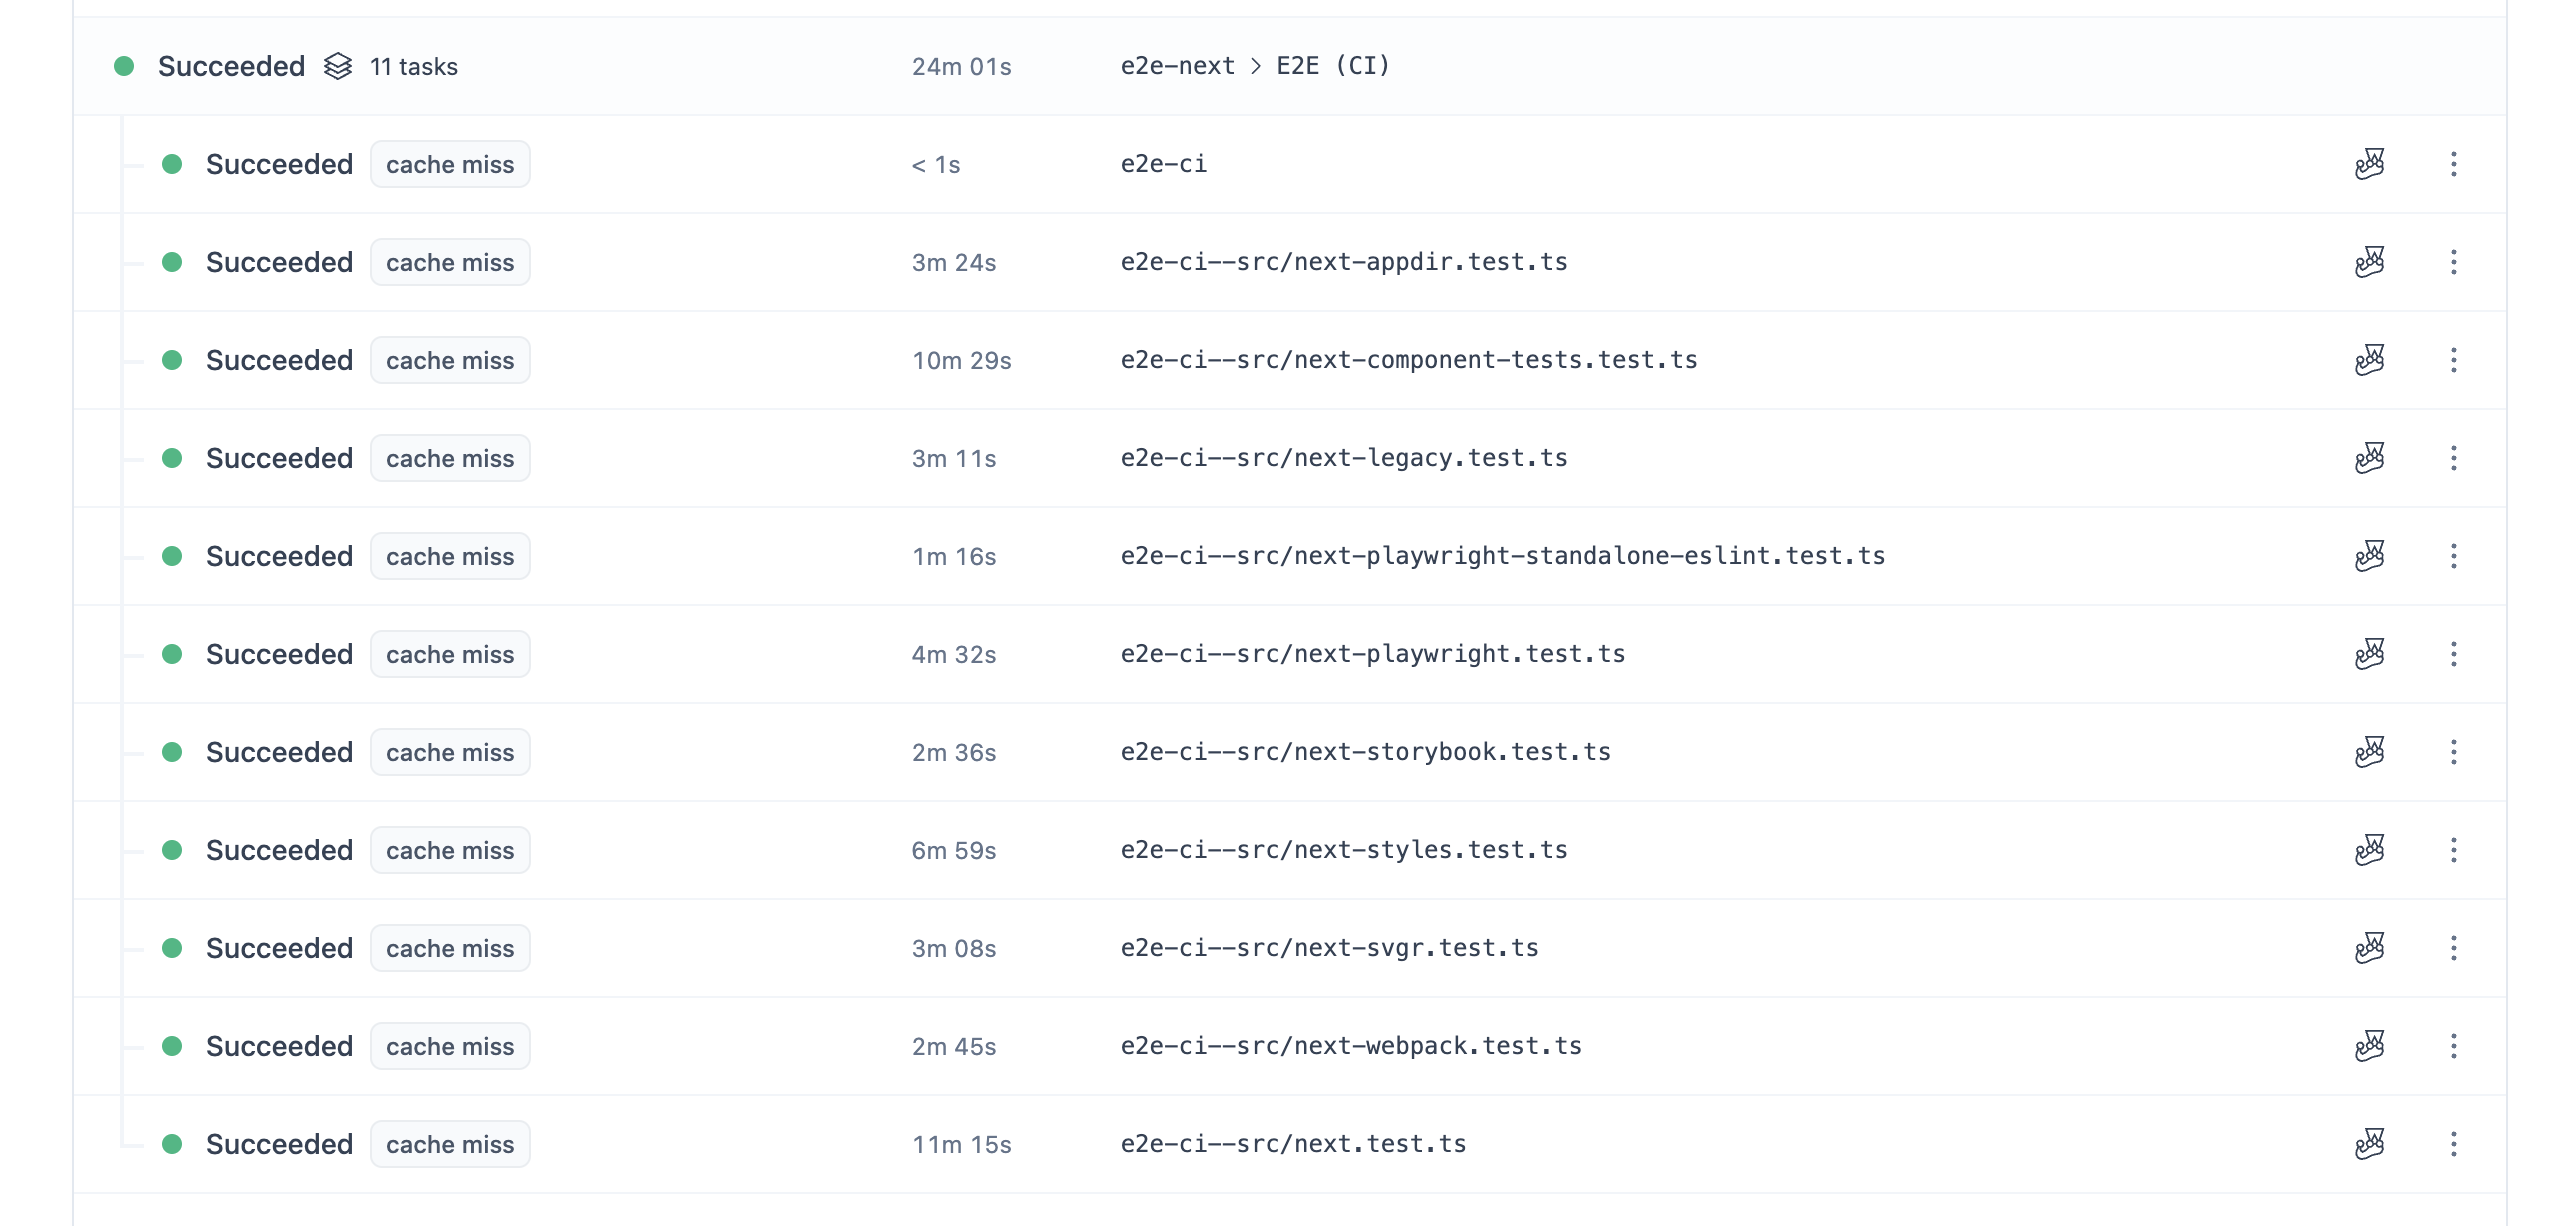 Succeeded 11 tasks 24m 01s e2e-next > E2E (CI)
Succeeded cache miss < 1s e2e-ci
Succeeded cache miss 3m 24s e2e-ci--src/next-appdir.test.ts
Succeeded cache miss 10m 29s e2e-ci--src/next-component-tests.test.ts
Succeeded cache miss 3m 11s e2e-ci--src/next-legacy.test.ts
Succeeded cache miss 1m 16s e2e-ci--src/next-playwright-standalone-eslint.test.ts
Succeeded cache miss 4m 32s e2e-ci--src/next-playwright.test.ts
Succeeded cache miss 2m 36s e2e-ci--src/next-storybook.test.ts
Succeeded cache miss 6m 59s e2e-ci--src/next-styles.test.ts
Succeeded cache miss 3m 08s e2e-ci--src/next-svgr.test.ts
Succeeded cache miss 2m 45s e2e-ci--src/next-webpack.test.ts
Succeeded cache miss 11m 15s e2e-ci--src/next.test.ts